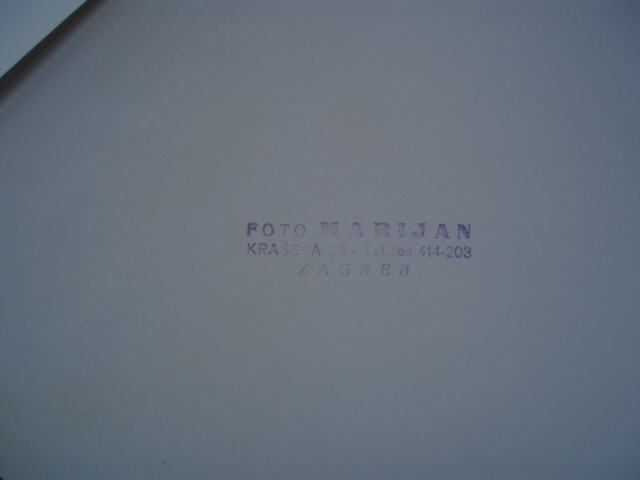 FOTO MARIJAN
KRAŠEVA 23 - Telefon 414-203
ZAGREB